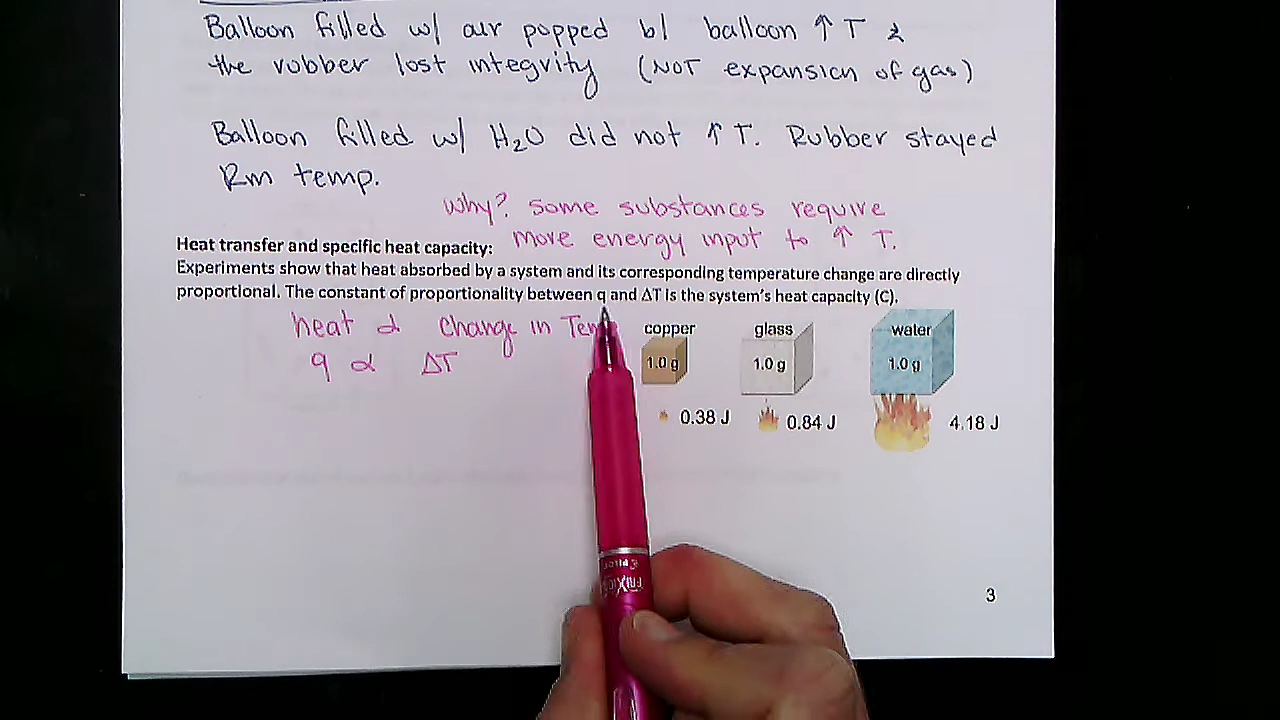 Balloon filled w/ air popped b/ balloon ↑ T &
the rubber lost integrity (NOT expansion of gas)
Balloon filled w/ H₂O did not ↑ T. Rubber stayed
Rm temp.
why? some substances require
more energy input to ↑ T.
Heat transfer and specific heat capacity:
Experiments show that heat absorbed by a system and its corresponding temperature change are directly
proportional. The constant of proportionality between q and ΔT is the system's heat capacity (C).
heat α change in Temp
q α ΔT
copper glass water
1.0 g 1.0 g 1.0 g
0.38 J 0.84 J 4.18 J
FRIXION
PILOT
3